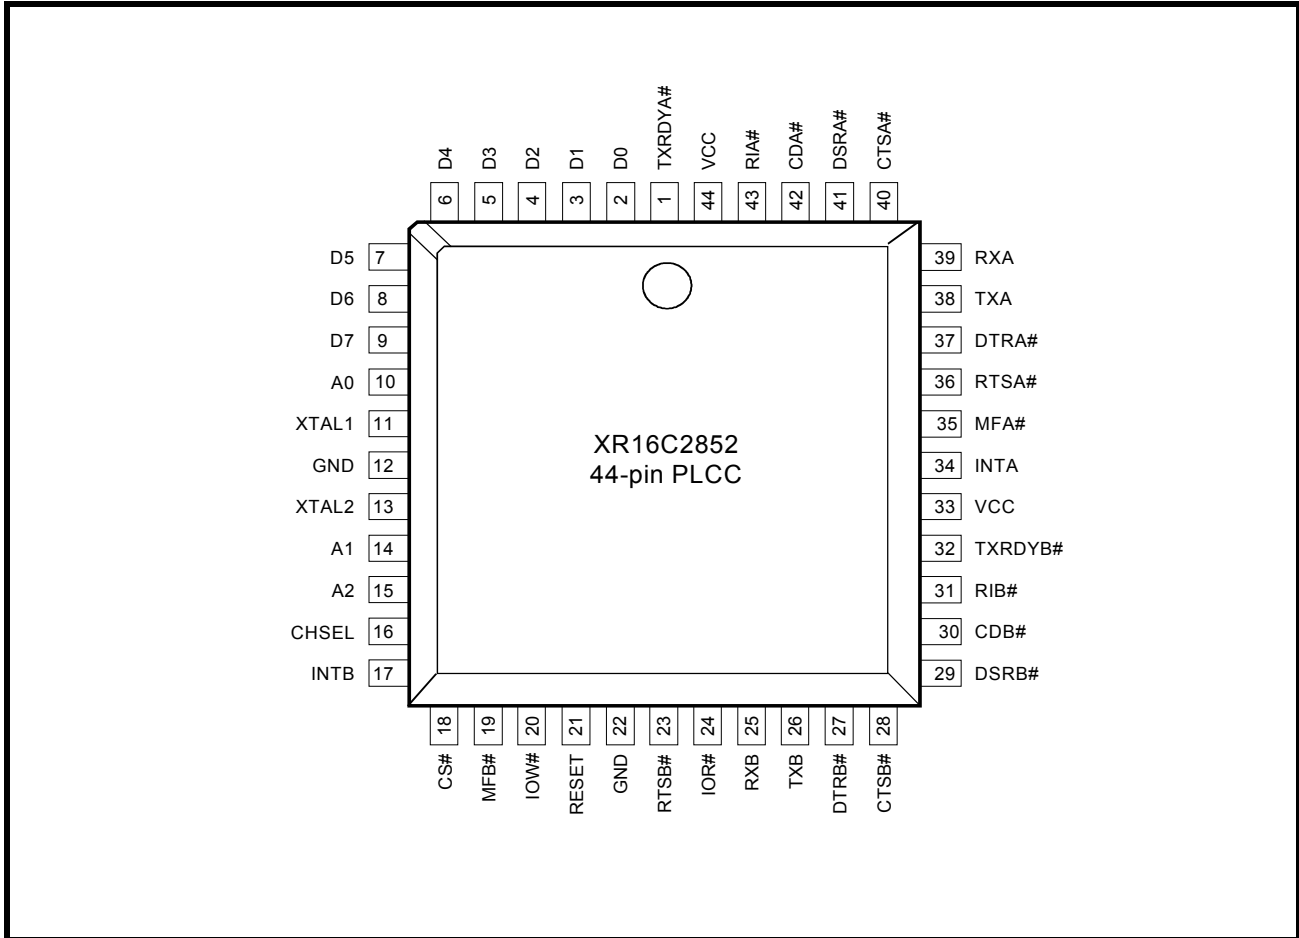 D4 D3 D2 D1 D0 TXRDYA# VCC RIA# CDA# DSRA# CTSA#
6 5 4 3 2 1 44 43 42 41 40
D5 7 39 RXA
D6 8 38 TXA
D7 9 37 DTRA#
A0 10 36 RTSA#
XTAL1 11 35 MFA#
XR16C2852
44-pin PLCC
GND 12 34 INTA
XTAL2 13 33 VCC
A1 14 32 TXRDYB#
A2 15 31 RIB#
CHSEL 16 30 CDB#
INTB 17 29 DSRB#
18 19 20 21 22 23 24 25 26 27 28
CS# MFB# IOW# RESET GND RTSB# IOR# RXB TXB DTRB# CTSB#